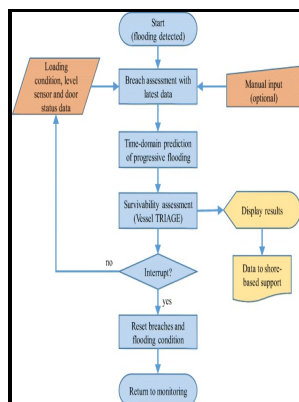 Start
(flooding detected)
Loading
condition, level
sensor and door
status data
Breach assessment with
latest data
Manual input
(optional)
Time-domain prediction
of progressive flooding
Survivability assessment
(Vessel TRIAGE)
Display results
no
Interrupt?
Data to shore-
based support
yes
Reset breaches and
flooding condition
Return to monitoring